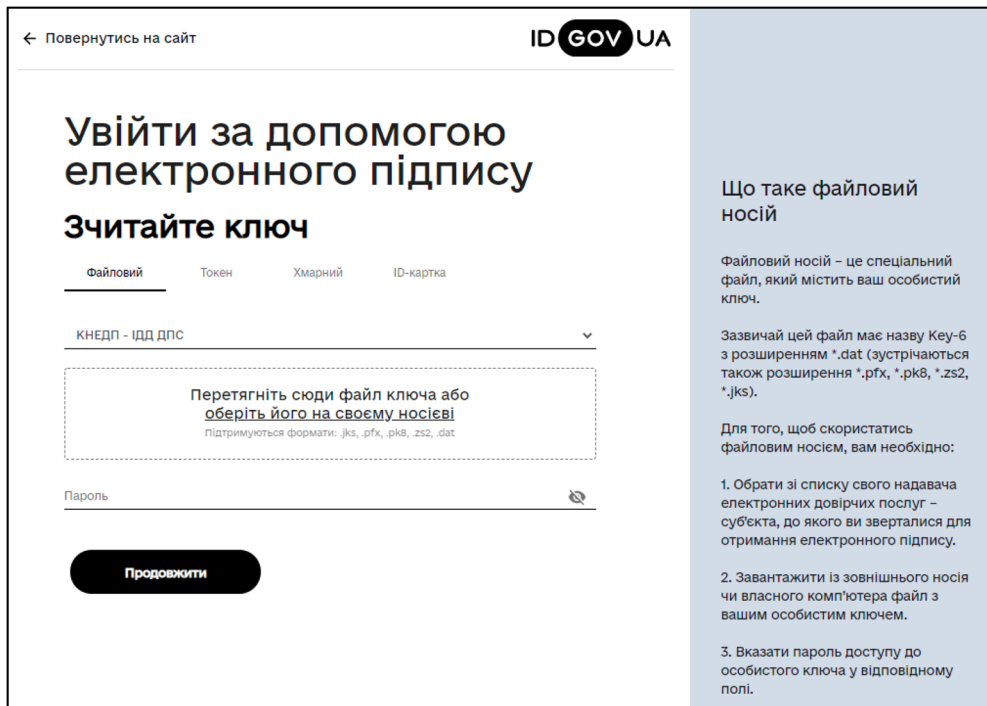 ← Повернутись на сайт
ID GOV UA
Увійти за допомогою
електронного підпису
Зчитайте ключ
Файловий
Токен
Хмарний
ID-картка
КНЕДП - ІДД ДПС
Перетягніть сюди файл ключа або
оберіть його на своєму носієві
Підтримуються формати: .jks, .pfx, .pk8, .zs2, .dat
Пароль
Продовжити
Що таке файловий
носій
Файловий носій – це спеціальний
файл, який містить ваш особистий
ключ.
Зазвичай цей файл має назву Key-6
з розширенням *.dat (зустрічаються
також розширення *.pfx, *.pk8, *.zs2,
*.jks).
Для того, щоб скористатись
файловим носієм, вам необхідно:
1. Обрати зі списку свого надавача
електронних довірчих послуг –
суб’єкта, до якого ви зверталися для
отримання електронного підпису.
2. Завантажити із зовнішнього носія
чи власного комп’ютера файл з
вашим особистим ключем.
3. Вказати пароль доступу до
особистого ключа у відповідному
полі.